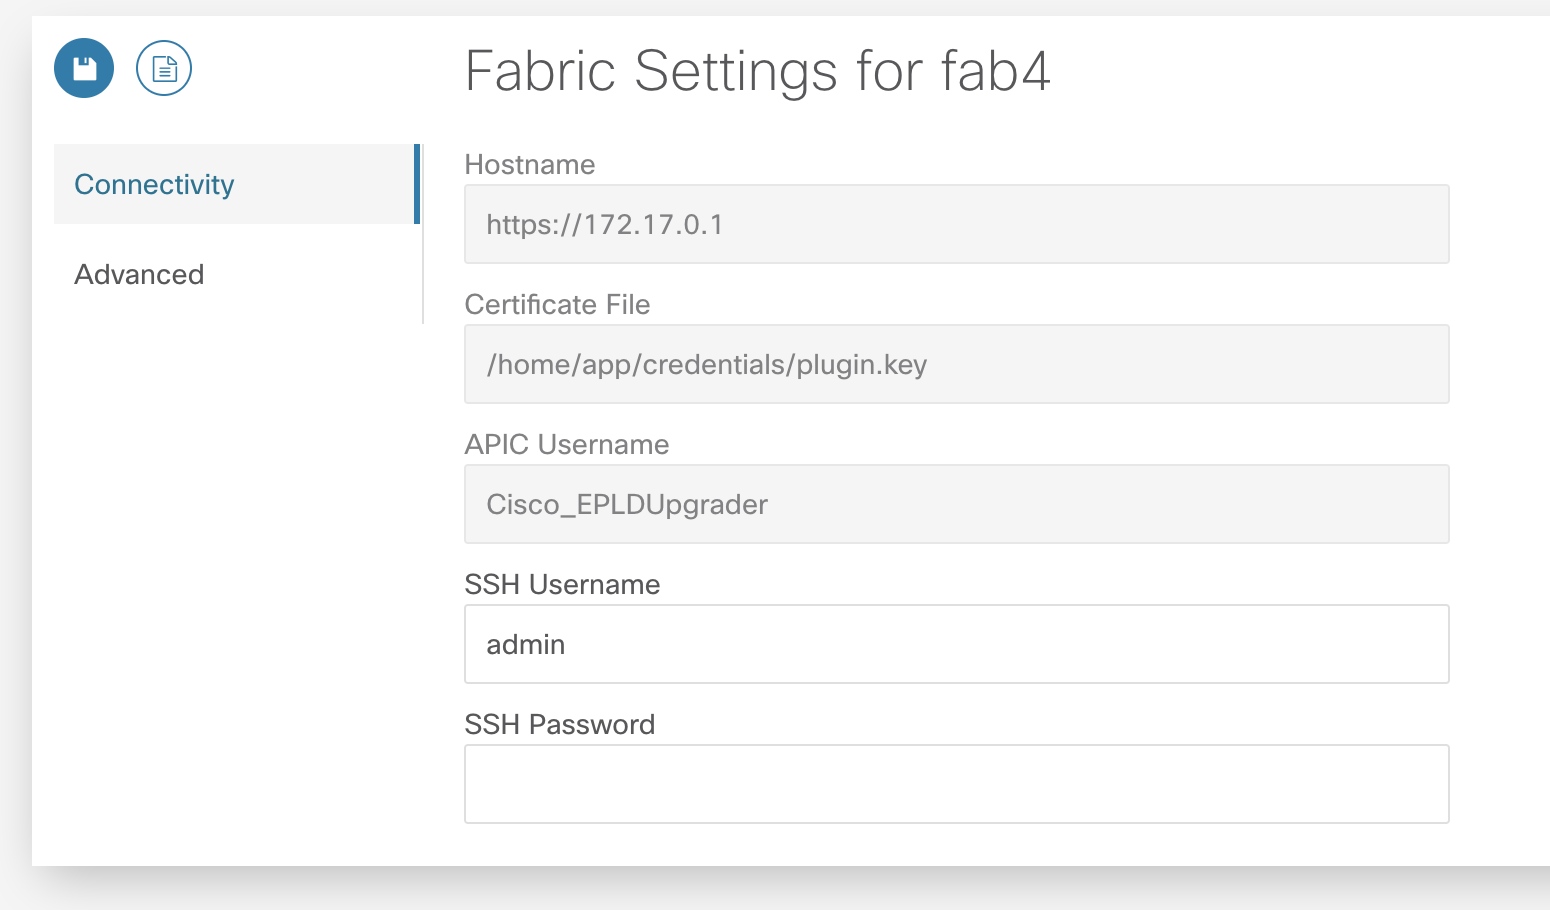 Fabric Settings for fab4
Connectivity
Advanced
Hostname
https://172.17.0.1
Certificate File
/home/app/credentials/plugin.key
APIC Username
Cisco_EPLDUpgrader
SSH Username
admin
SSH Password